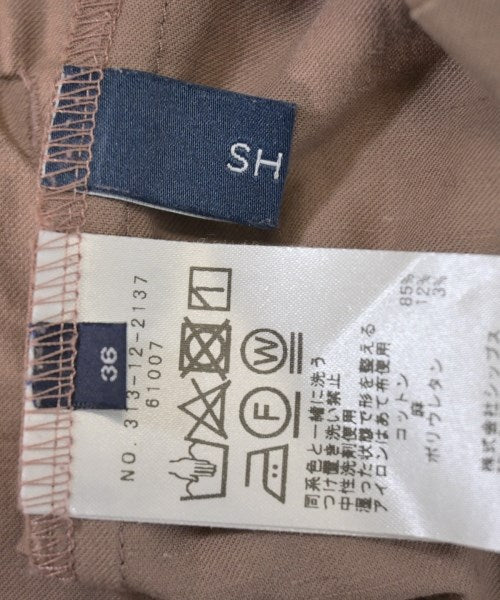 SH
36
NO. 313-12-2137
61007
W
F
同系色と一緒に洗う
つけ置き洗い禁止
中性洗剤使用
湿った状態で形を整える
アイロンはあて布使用
コットン 85%
麻 12%
ポリウレタン 3%
株式会社シップス